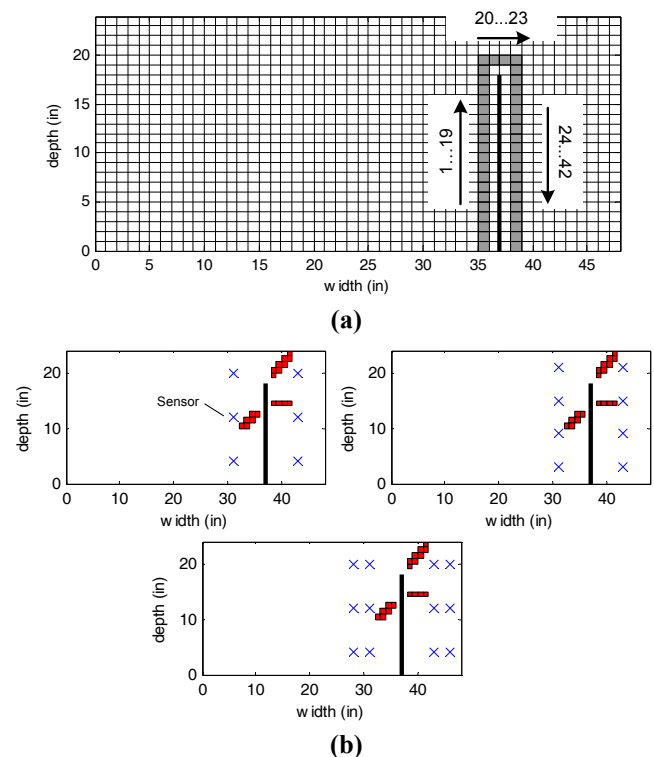 20...23
20
15
10
5
0
depth (in)
1...19
24...42
0 5 10 15 20 25 30 35 40 45
width (in)
(a)
20
10
0
depth (in)
Sensor
0 10 20 30 40
width (in)
20
10
0
depth (in)
0 10 20 30 40
width (in)
20
10
0
depth (in)
0 10 20 30 40
width (in)
(b)